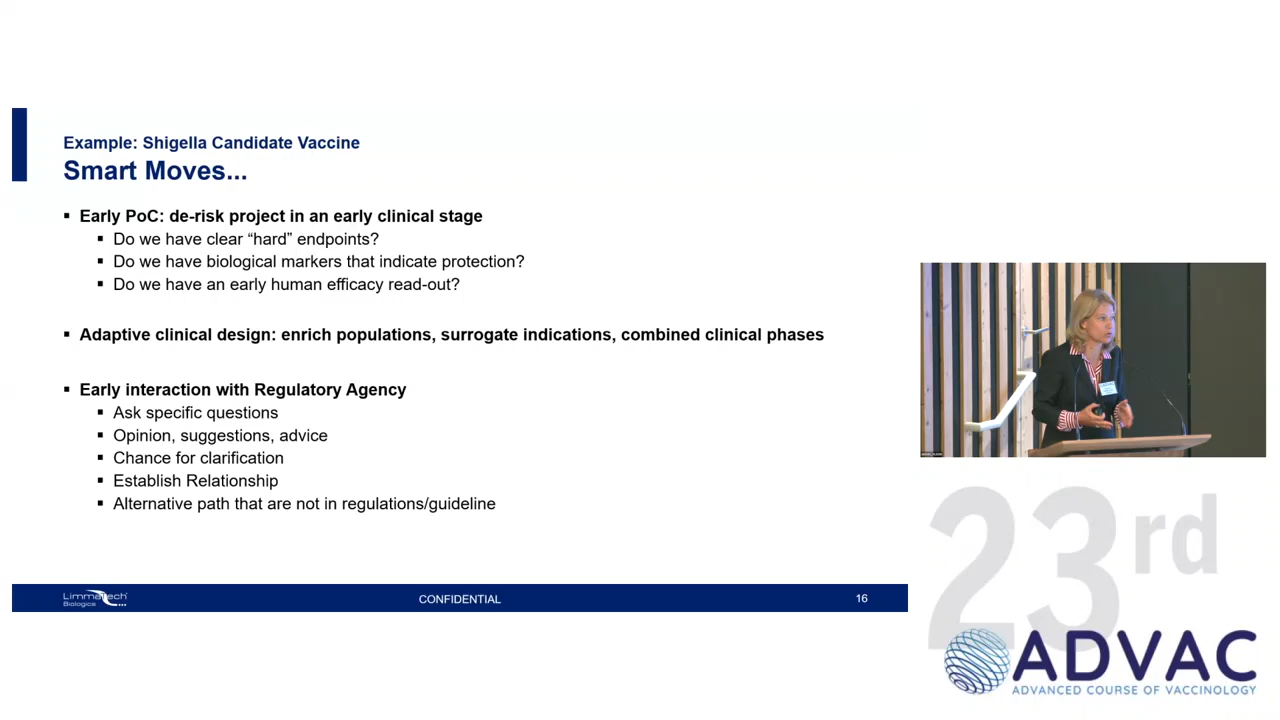 Example: Shigella Candidate Vaccine
Smart Moves...
▪ Early PoC: de-risk project in an early clinical stage
▪ Do we have clear “hard” endpoints?
▪ Do we have biological markers that indicate protection?
▪ Do we have an early human efficacy read-out?
▪ Adaptive clinical design: enrich populations, surrogate indications, combined clinical phases
▪ Early interaction with Regulatory Agency
▪ Ask specific questions
▪ Opinion, suggestions, advice
▪ Chance for clarification
▪ Establish Relationship
▪ Alternative path that are not in regulations/guideline
LimmaTech
Biologics
CONFIDENTIAL
16
23rd
ADVAC
ADVANCED COURSE OF VACCINOLOGY